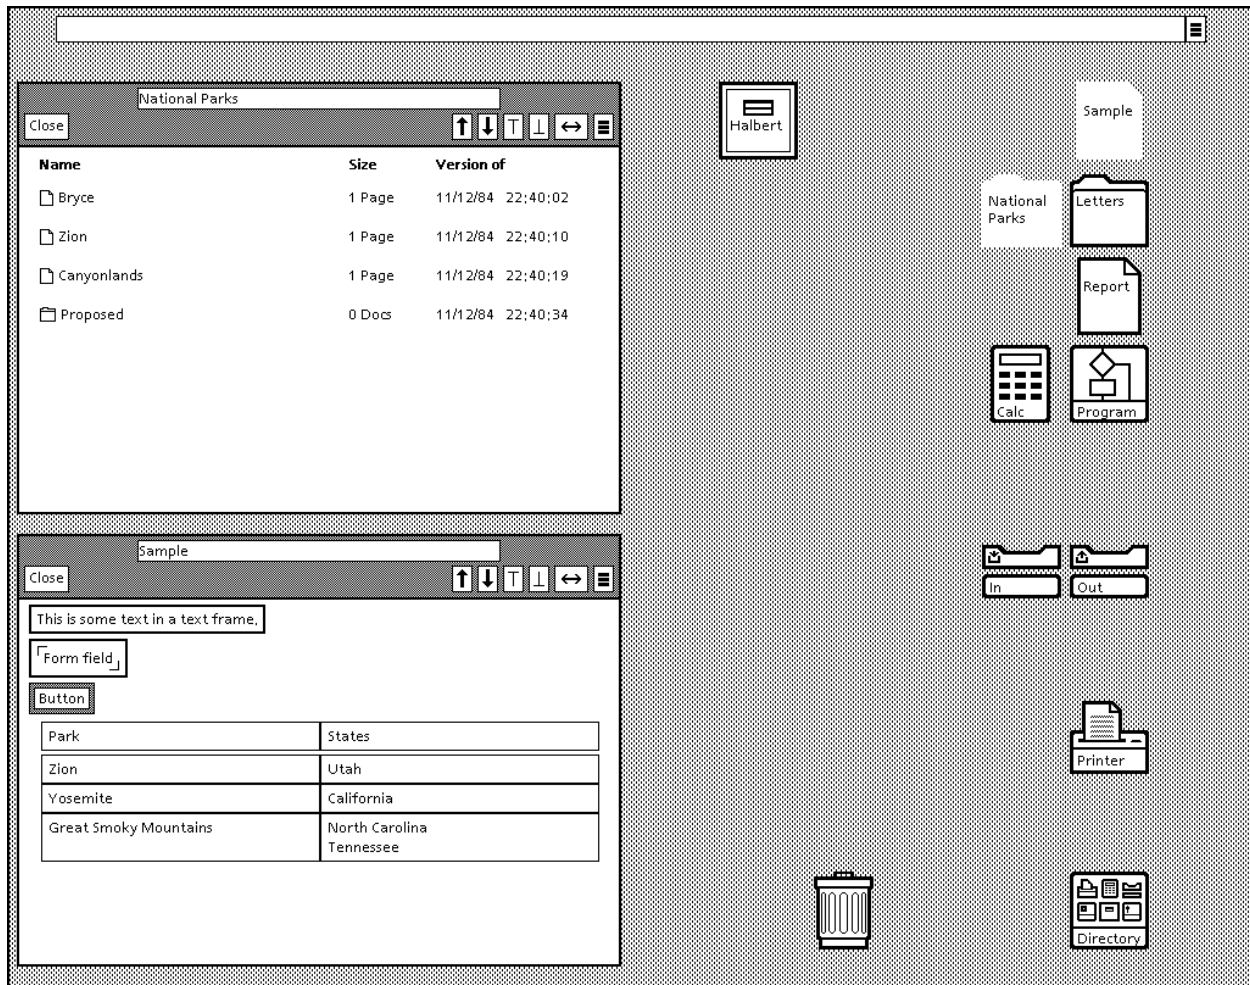 National Parks
Close
Name Size Version of
Bryce 1 Page 11/12/84 22:40:02
Zion 1 Page 11/12/84 22:40:10
Canyonlands 1 Page 11/12/84 22:40:19
Proposed 0 Docs 11/12/84 22:40:34
Sample
Close
This is some text in a text frame.
Form field
Button
Park States
Zion Utah
Yosemite California
Great Smoky Mountains North Carolina
Tennessee
Halbert
Sample
National
Parks
Letters
Report
Calc
Program
In
Out
Printer
Directory